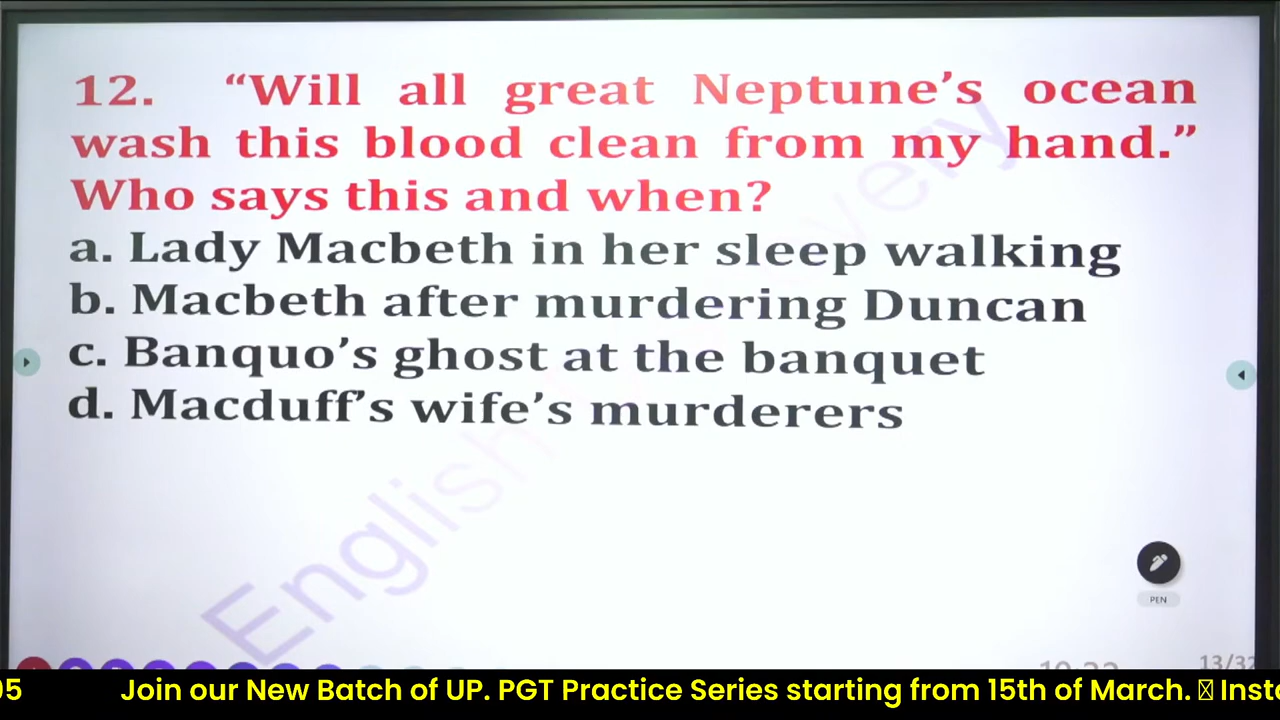 12. “Will all great Neptune’s ocean
wash this blood clean from my hand.”
Who says this and when?
a. Lady Macbeth in her sleep walking
b. Macbeth after murdering Duncan
c. Banquo’s ghost at the banquet
d. Macduff’s wife’s murderers
PEN
13/32
05 Join our New Batch of UP. PGT Practice Series starting from 15th of March.